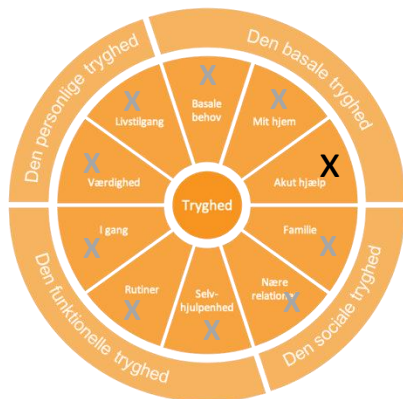 Den personlige tryghed
Den basale tryghed
X
Basale
behov
X
Mit hjem
X
Akut hjælp
X
Familie
X
Nære
relationer
X
Selv-
hjulpenhed
X
Rutiner
X
I gang
X
Værdighed
X
Livstilgang
X
Tryghed
Den funktionelle tryghed
Den sociale tryghed